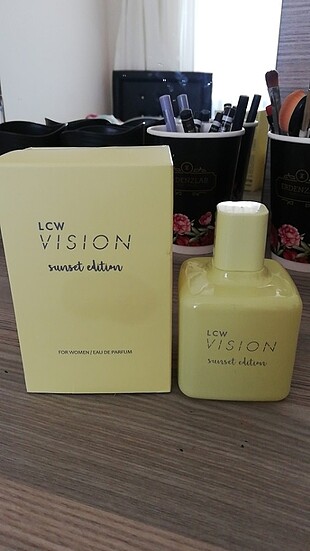 LCW
VISION
sunset edition
FOR WOMEN / EAU DE PARFUM
LCW
VISION
sunset edition